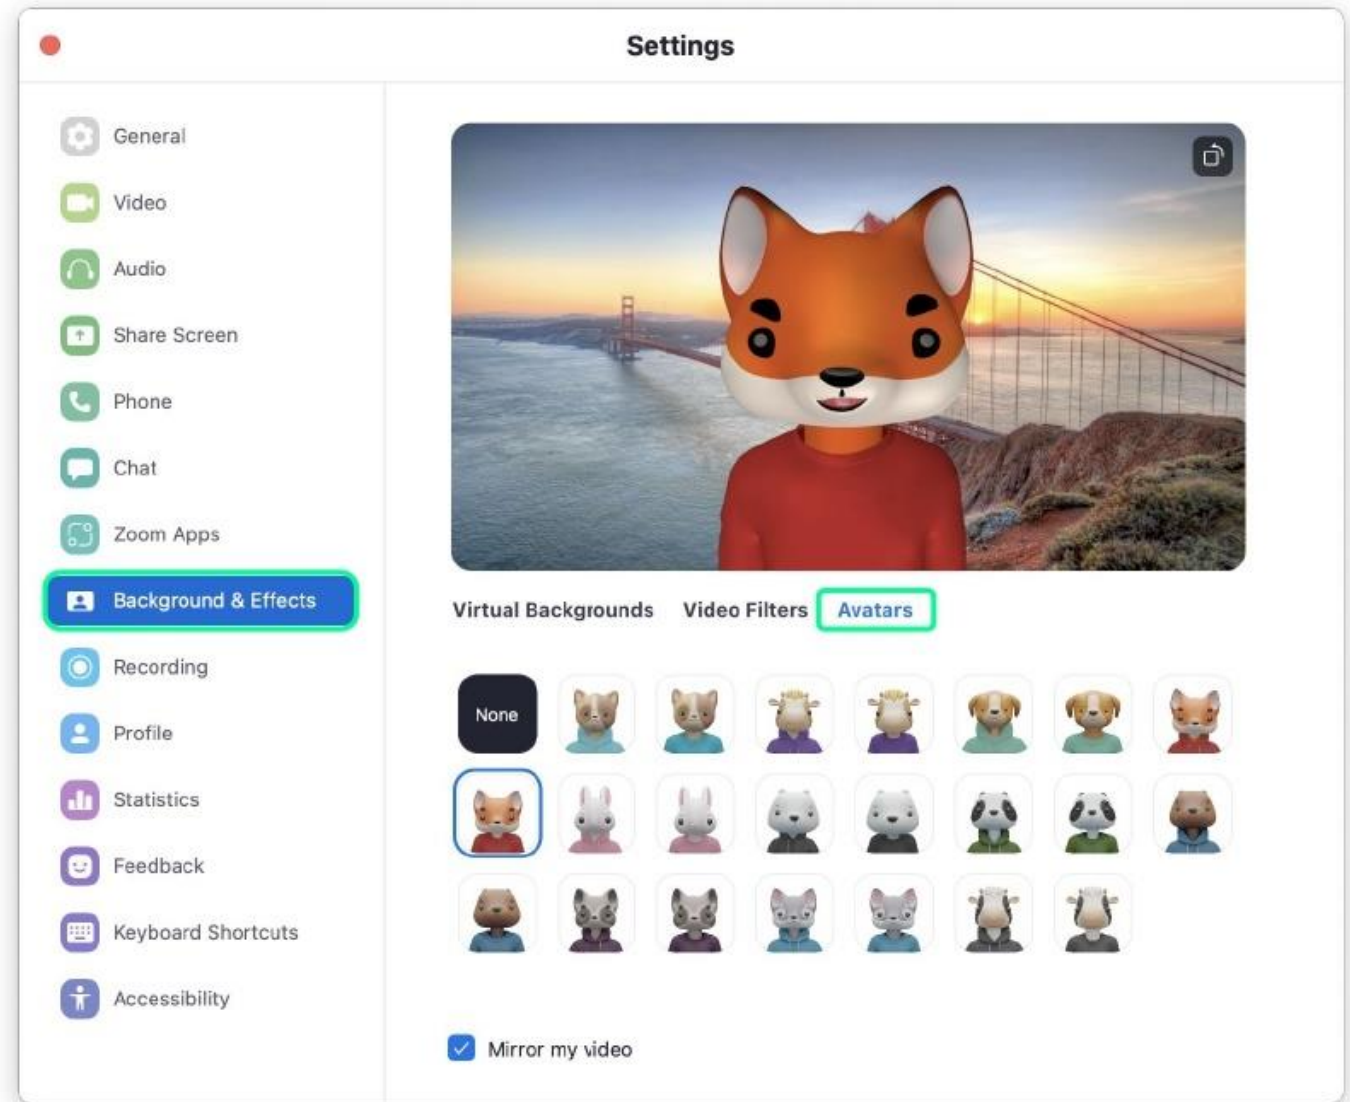 Settings
General
Video
Audio
Share Screen
Phone
Chat
Zoom Apps
Background & Effects
Recording
Profile
Statistics
Feedback
Keyboard Shortcuts
Accessibility
Virtual Backgrounds Video Filters Avatars
None
Mirror my video